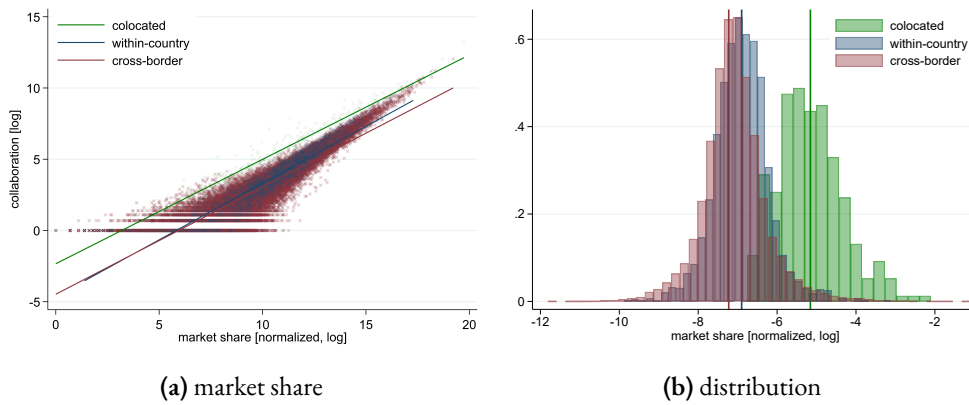 colocated
within-country
cross-border
15
10
5
0
-5
collaboration [log]
0
5
10
15
20
market share [normalized, log]
(a) market share
colocated
within-country
cross-border
.6
.4
.2
0
-12
-10
-8
-6
-4
-2
market share [normalized, log]
(b) distribution